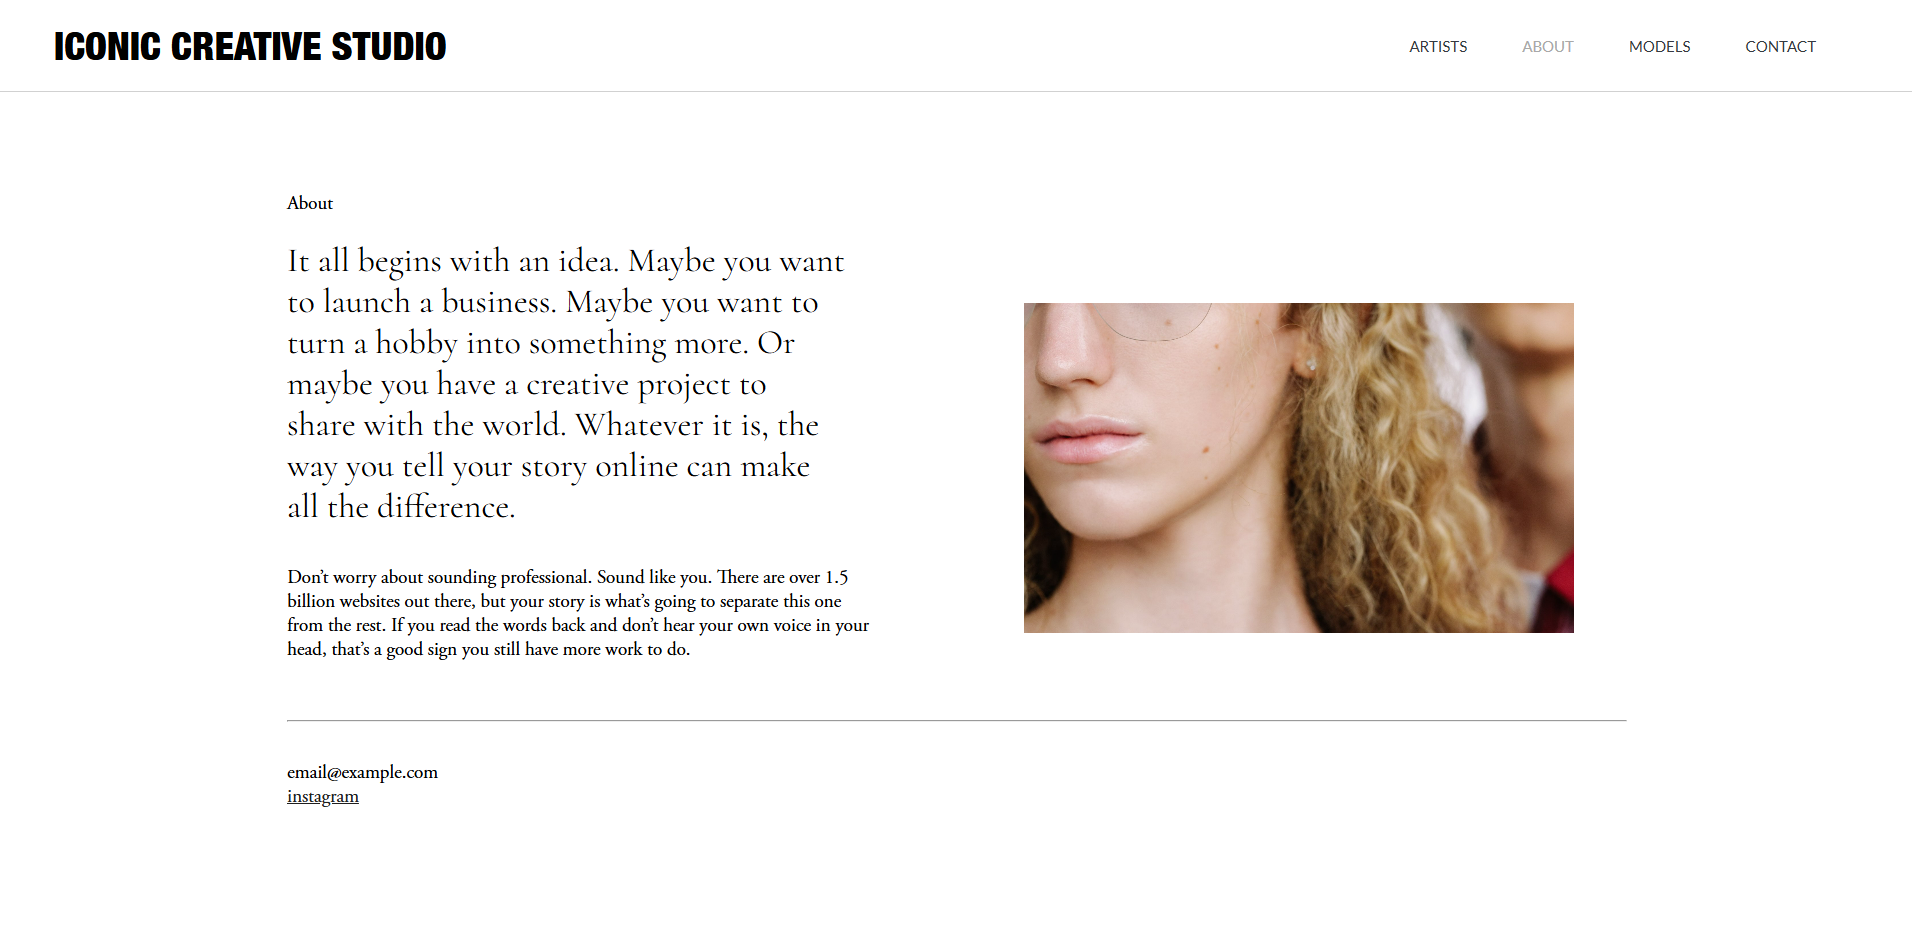 ICONIC CREATIVE STUDIO
ARTISTS ABOUT MODELS CONTACT
About
It all begins with an idea. Maybe you want
to launch a business. Maybe you want to
turn a hobby into something more. Or
maybe you have a creative project to
share with the world. Whatever it is, the
way you tell your story online can make
all the difference.
Don’t worry about sounding professional. Sound like you. There are over 1.5
billion websites out there, but your story is what’s going to separate this one
from the rest. If you read the words back and don’t hear your own voice in your
head, that’s a good sign you still have more work to do.
email@example.com
instagram